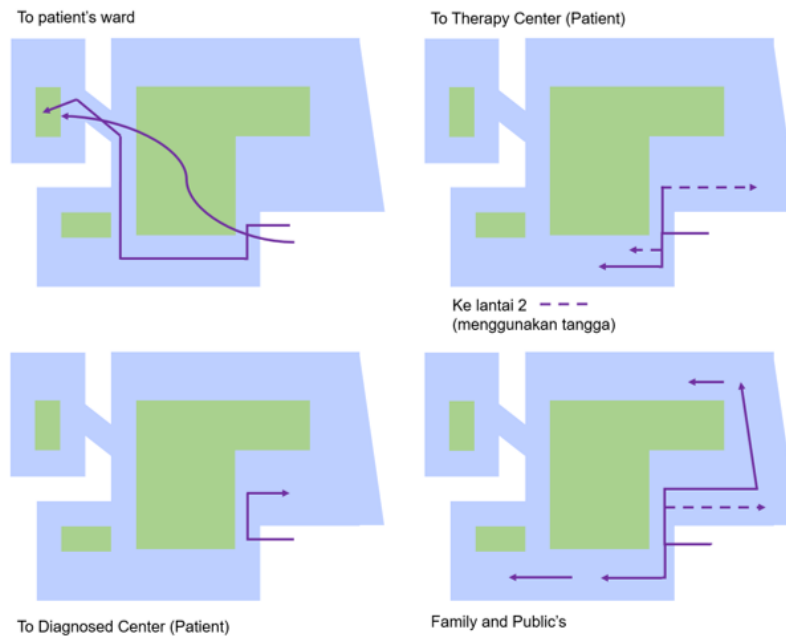 To patient's ward
To Therapy Center (Patient)
Ke lantai 2
(menggunakan tangga)
To Diagnosed Center (Patient)
Family and Public's